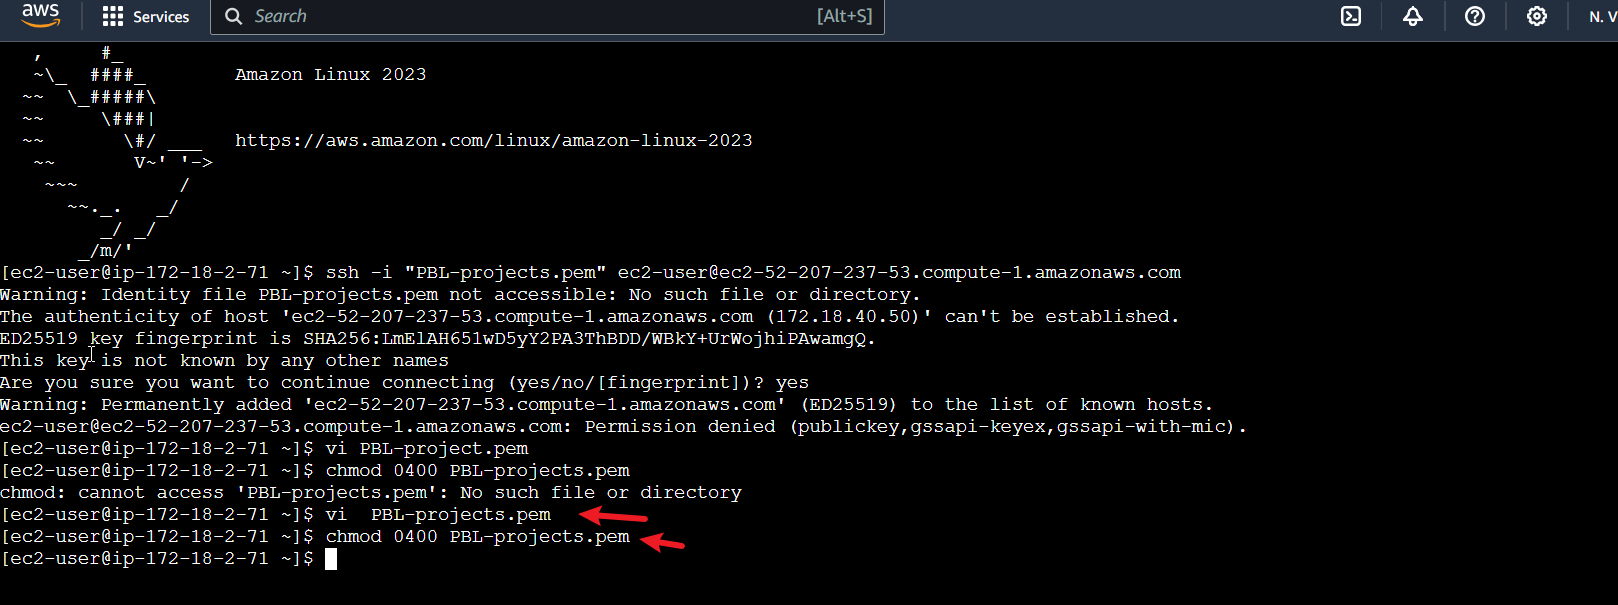 aws
Services
Search
[Alt+S]
N. V
   ,     #_
   ~\_  ####_        Amazon Linux 2023
  ~~  \_#####\
  ~~     \###|
  ~~       \#/ ___   https://aws.amazon.com/linux/amazon-linux-2023
   ~~       V~' '->
    ~~~         /
      ~~._.   _/
         _/ _/
       _/m/'
[ec2-user@ip-172-18-2-71 ~]$ ssh -i "PBL-projects.pem" ec2-user@ec2-52-207-237-53.compute-1.amazonaws.com
Warning: Identity file PBL-projects.pem not accessible: No such file or directory.
The authenticity of host 'ec2-52-207-237-53.compute-1.amazonaws.com (172.18.40.50)' can't be established.
ED25519 key fingerprint is SHA256:LmElAH65lwD5yY2PA3ThBDD/WBkY+UrWojhiPAwamgQ.
This key is not known by any other names
Are you sure you want to continue connecting (yes/no/[fingerprint])? yes
Warning: Permanently added 'ec2-52-207-237-53.compute-1.amazonaws.com' (ED25519) to the list of known hosts.
ec2-user@ec2-52-207-237-53.compute-1.amazonaws.com: Permission denied (publickey,gssapi-keyex,gssapi-with-mic).
[ec2-user@ip-172-18-2-71 ~]$ vi PBL-project.pem
[ec2-user@ip-172-18-2-71 ~]$ chmod 0400 PBL-projects.pem
chmod: cannot access 'PBL-projects.pem': No such file or directory
[ec2-user@ip-172-18-2-71 ~]$ vi  PBL-projects.pem
[ec2-user@ip-172-18-2-71 ~]$ chmod 0400 PBL-projects.pem
[ec2-user@ip-172-18-2-71 ~]$